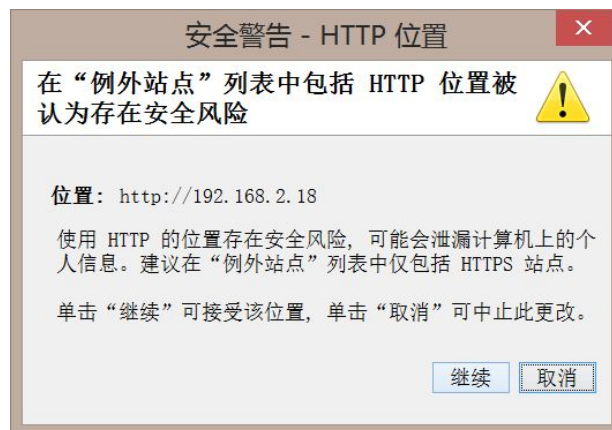 安全警告 - HTTP 位置
在“例外站点”列表中包括 HTTP 位置被
认为存在安全风险
位置: http://192.168.2.18
使用 HTTP 的位置存在安全风险, 可能会泄漏计算机上的个
人信息。建议在“例外站点”列表中仅包括 HTTPS 站点。
单击“继续”可接受该位置, 单击“取消”可中止此更改。
继续 取消